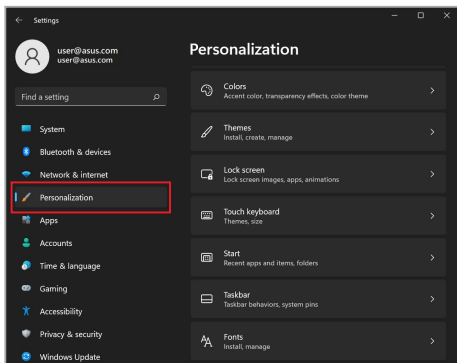 Settings
user@asus.com
user@asus.com
Find a setting
System
Bluetooth & devices
Network & internet
Personalization
Apps
Accounts
Time & language
Gaming
Accessibility
Privacy & security
Windows Update
Personalization
Colors
Accent color, transparency effects, color theme
Themes
Install, create, manage
Lock screen
Lock screen images, apps, animations
Touch keyboard
Themes, size
Start
Recent apps and items, folders
Taskbar
Taskbar behaviors, system pins
Fonts
Install, manage